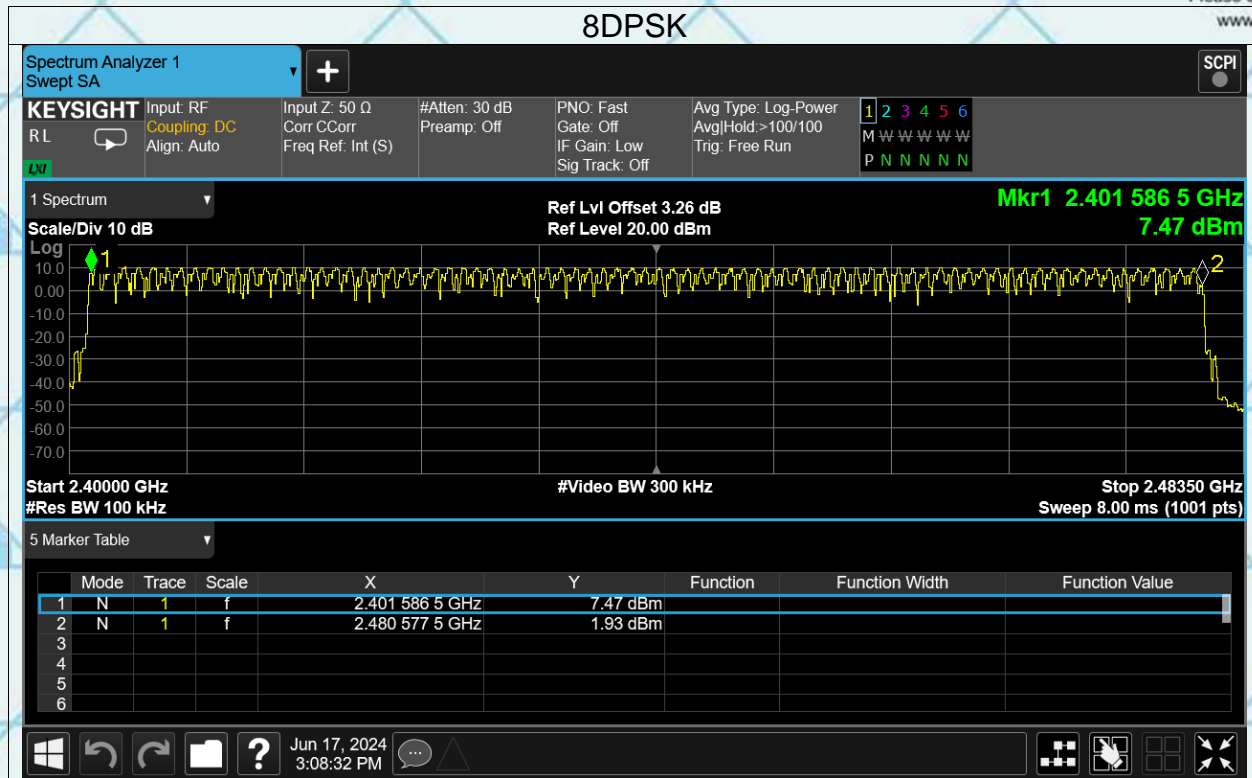 8DPSK
www
Spectrum Analyzer 1
Swept SA
SCPI
KEYSIGHT
RL
LXI
Input: RF
Coupling: DC
Align: Auto
Input Z: 50 Ω
Corr CCorr
Freq Ref: Int (S)
#Atten: 30 dB
Preamp: Off
PNO: Fast
Gate: Off
IF Gain: Low
Sig Track: Off
Avg Type: Log-Power
Avg|Hold:>100/100
Trig: Free Run
1 2 3 4 5 6
M W W W W W
P N N N N N
1 Spectrum
Scale/Div 10 dB
Ref Lvl Offset 3.26 dB
Ref Level 20.00 dBm
Mkr1 2.401 586 5 GHz
7.47 dBm
Log
1
2
10.0
0.00
-10.0
-20.0
-30.0
-40.0
-50.0
-60.0
-70.0
Start 2.40000 GHz
#Video BW 300 kHz
Stop 2.48350 GHz
#Res BW 100 kHz
Sweep 8.00 ms (1001 pts)
5 Marker Table
Mode Trace Scale X Y Function Function Width Function Value
1 N 1 f 2.401 586 5 GHz 7.47 dBm
2 N 1 f 2.480 577 5 GHz 1.93 dBm
3
4
5
6
?
Jun 17, 2024
3:08:32 PM